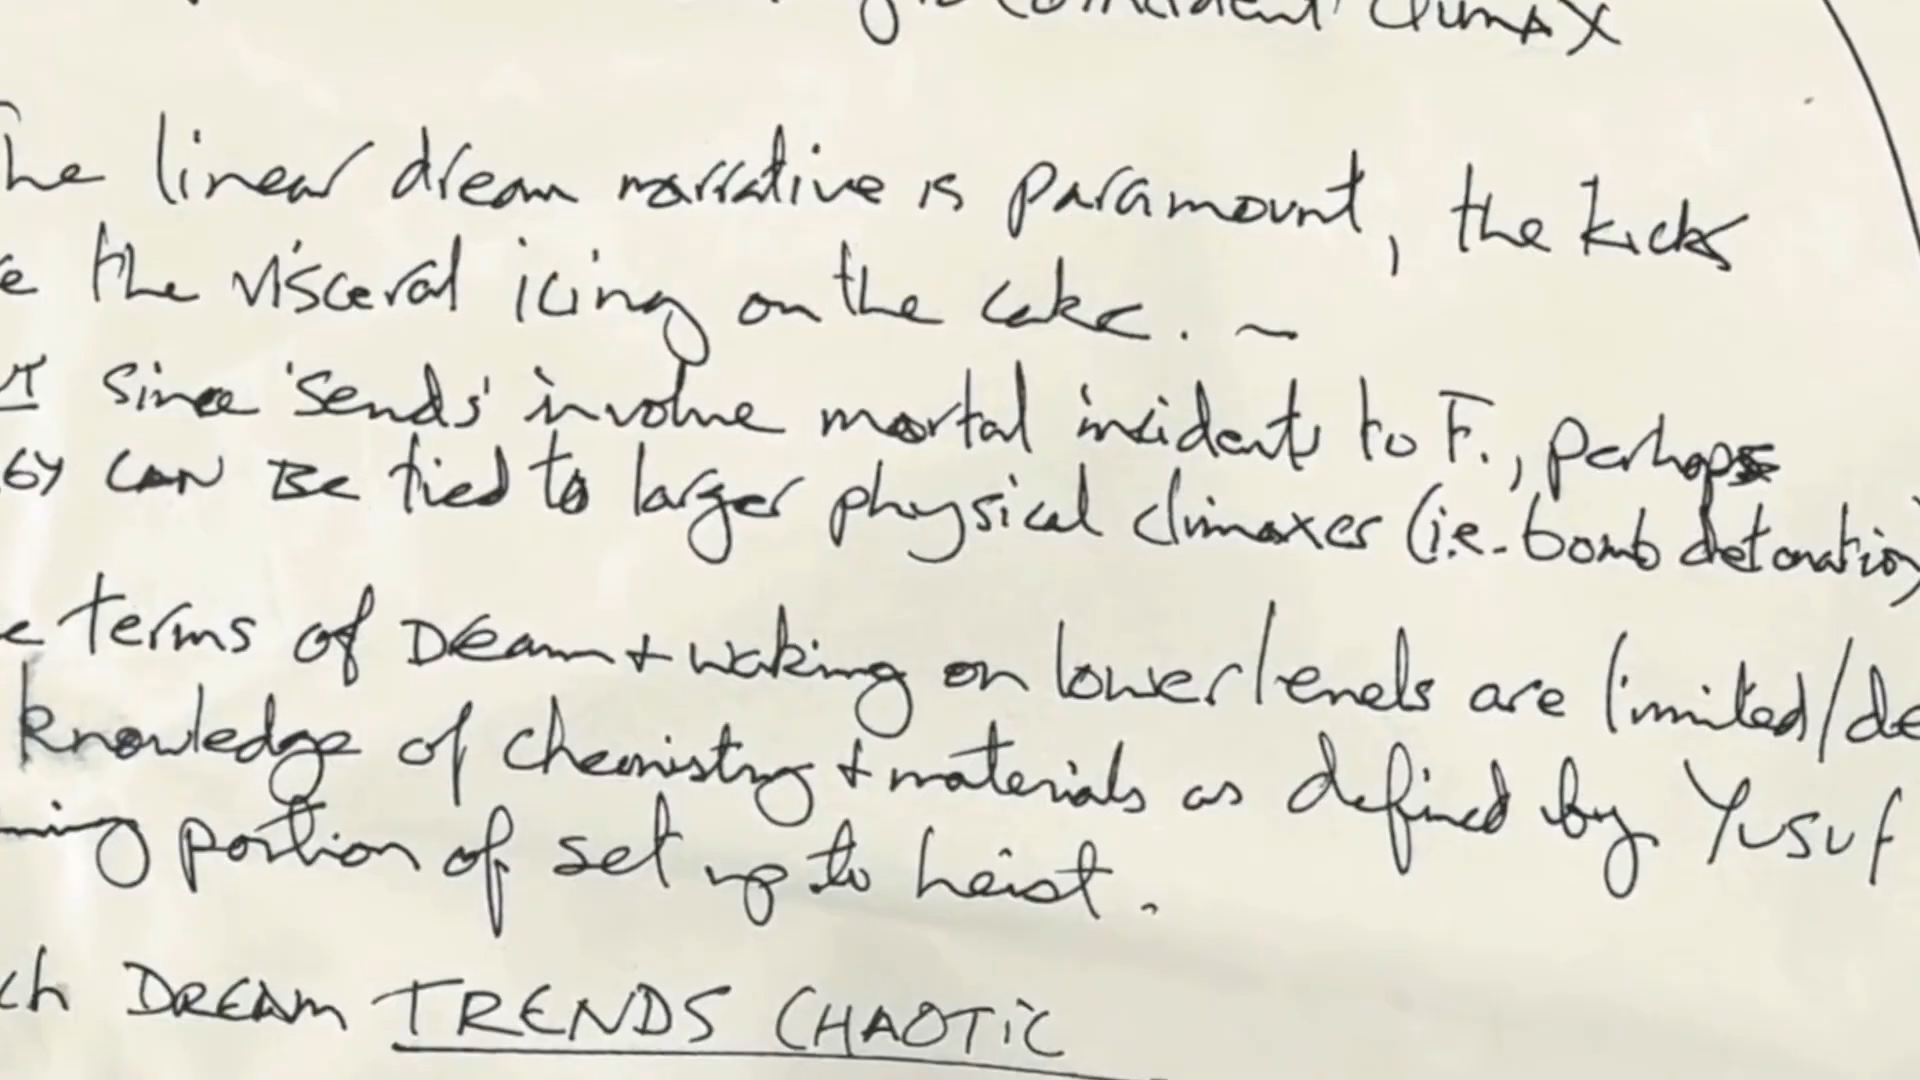 coincident climax
The linear dream narrative is paramount, the kicks
the visceral icing on the cake. ~
since 'sends' involve mortal incidents to F., perhaps
CAN BE tied to larger physical climaxes (i.e. bomb detonation)
terms of Dream + waking on lower levels are limited/de
knowledge of chemistry + materials as defined by Yusuf
portion of set up to heist.
ch DREAM TRENDS CHAOTIC